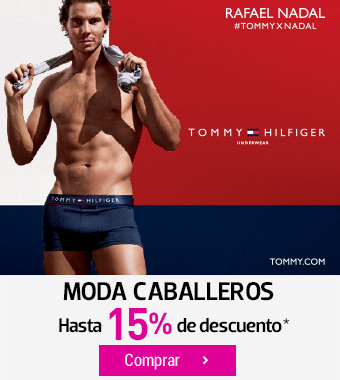 RAFAEL NADAL
#TOMMYXNADAL
TOMMY HILFIGER
UNDERWEAR
TOMMY HILFIGER
TOMMY.COM
MODA CABALLEROS
Hasta 15% de descuento*
Comprar >